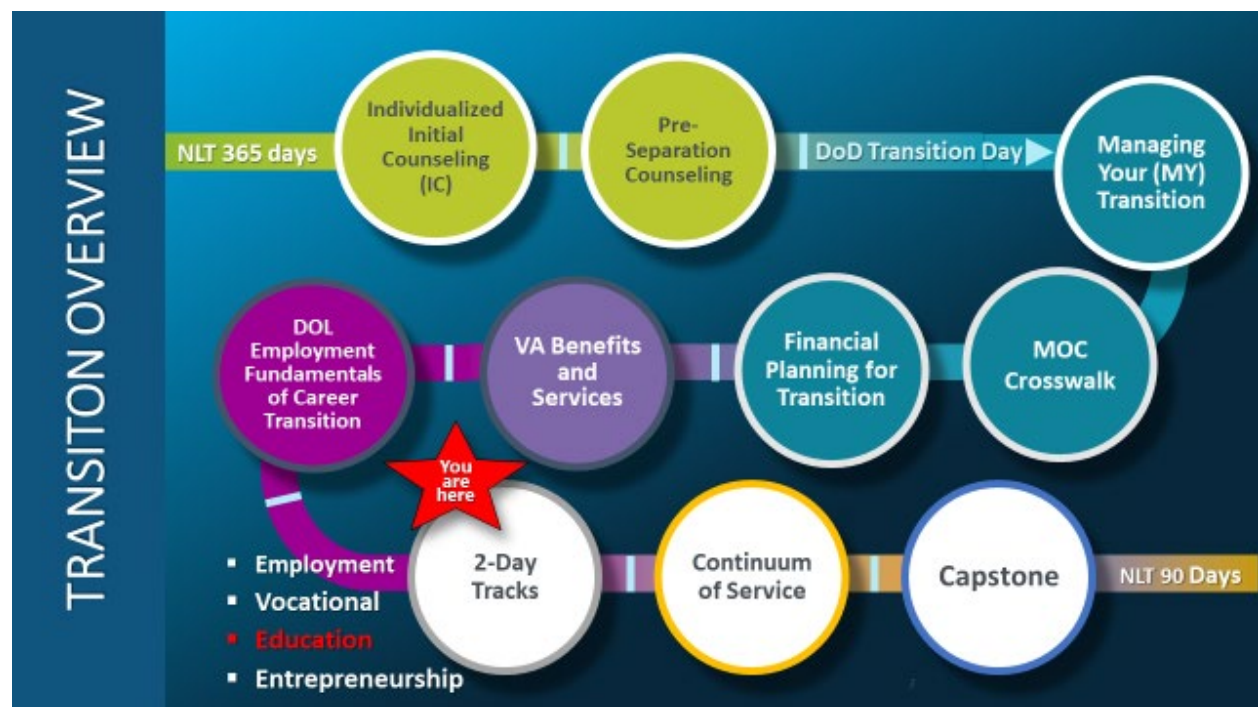 TRANSITON OVERVIEW
NLT 365 days
Individualized
Initial
Counseling
(IC)
Pre-
Separation
Counseling
DoD Transition Day
Managing
Your (MY)
Transition
DOL
Employment
Fundamentals
of Career
Transition
VA Benefits
and
Services
Financial
Planning for
Transition
MOC
Crosswalk
You
are
here
▪ Employment
▪ Vocational
▪ Education
▪ Entrepreneurship
2-Day
Tracks
Continuum
of Service
Capstone
NLT 90 Days